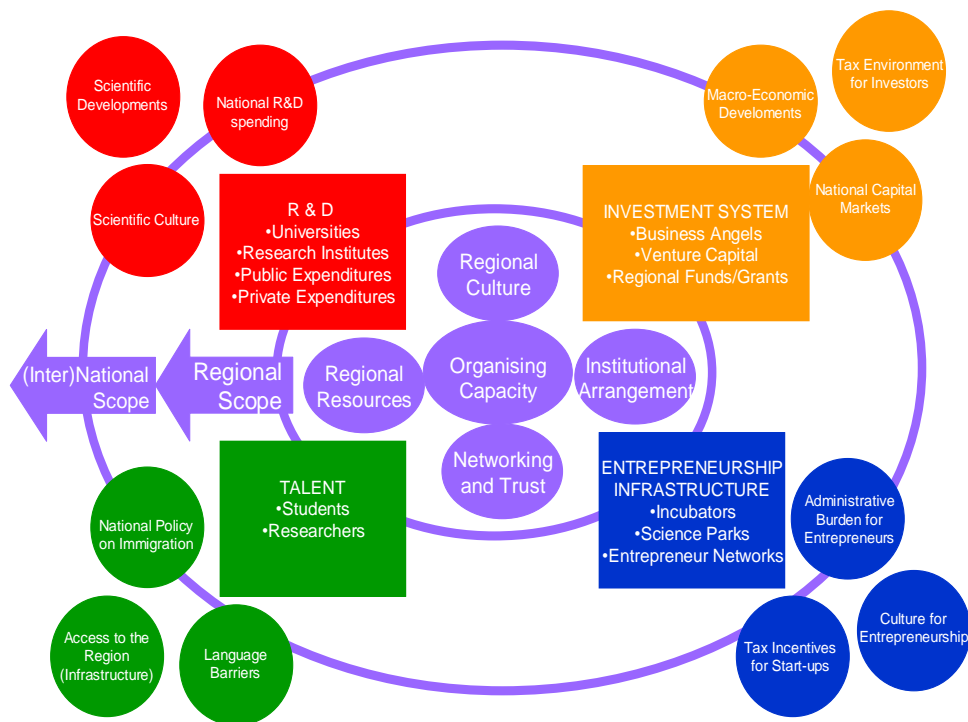 Scientific
Developments
National R&D
spending
Scientific Culture
Macro-Economic
Develoments
Tax Environment
for Investors
National Capital
Markets
R & D
•Universities
•Research Institutes
•Public Expenditures
•Private Expenditures
INVESTMENT SYSTEM
•Business Angels
•Venture Capital
•Regional Funds/Grants
Regional
Culture
(Inter)National
Scope
Regional
Scope
Regional
Resources
Organising
Capacity
Institutional
Arrangement
Networking
and Trust
TALENT
•Students
•Researchers
ENTREPRENEURSHIP
INFRASTRUCTURE
•Incubators
•Science Parks
•Entrepreneur Networks
National Policy
on Immigration
Access to the
Region
(Infrastructure)
Language
Barriers
Administrative
Burden for
Entrepreneurs
Tax Incentives
for Start-ups
Culture for
Entrepreneurship